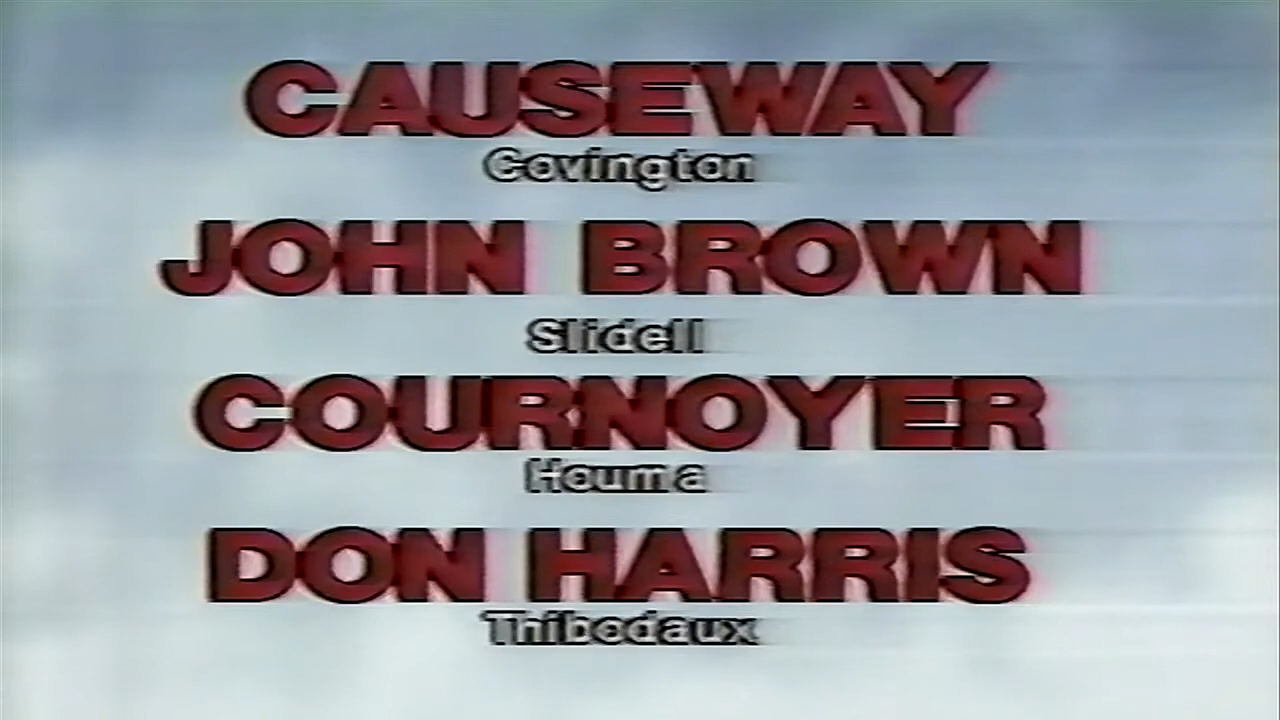 CAUSEWAY
Covington
JOHN BROWN
Slidell
COURNOYER
Houma
DON HARRIS
Thibodaux